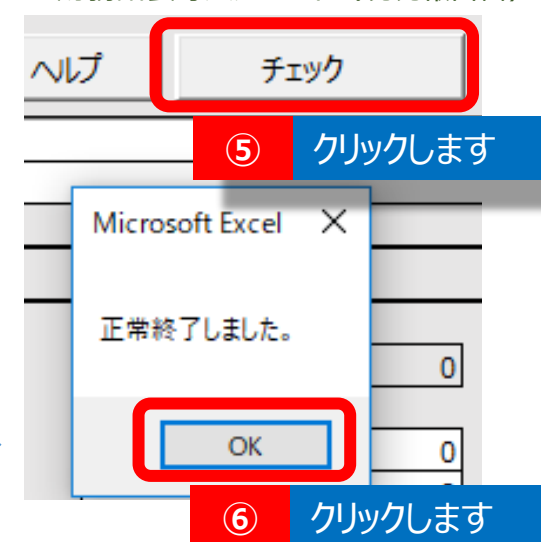 ヘルプ チェック
⑤ クリックします
Microsoft Excel
正常終了しました。
0
OK
0
⑥ クリックします